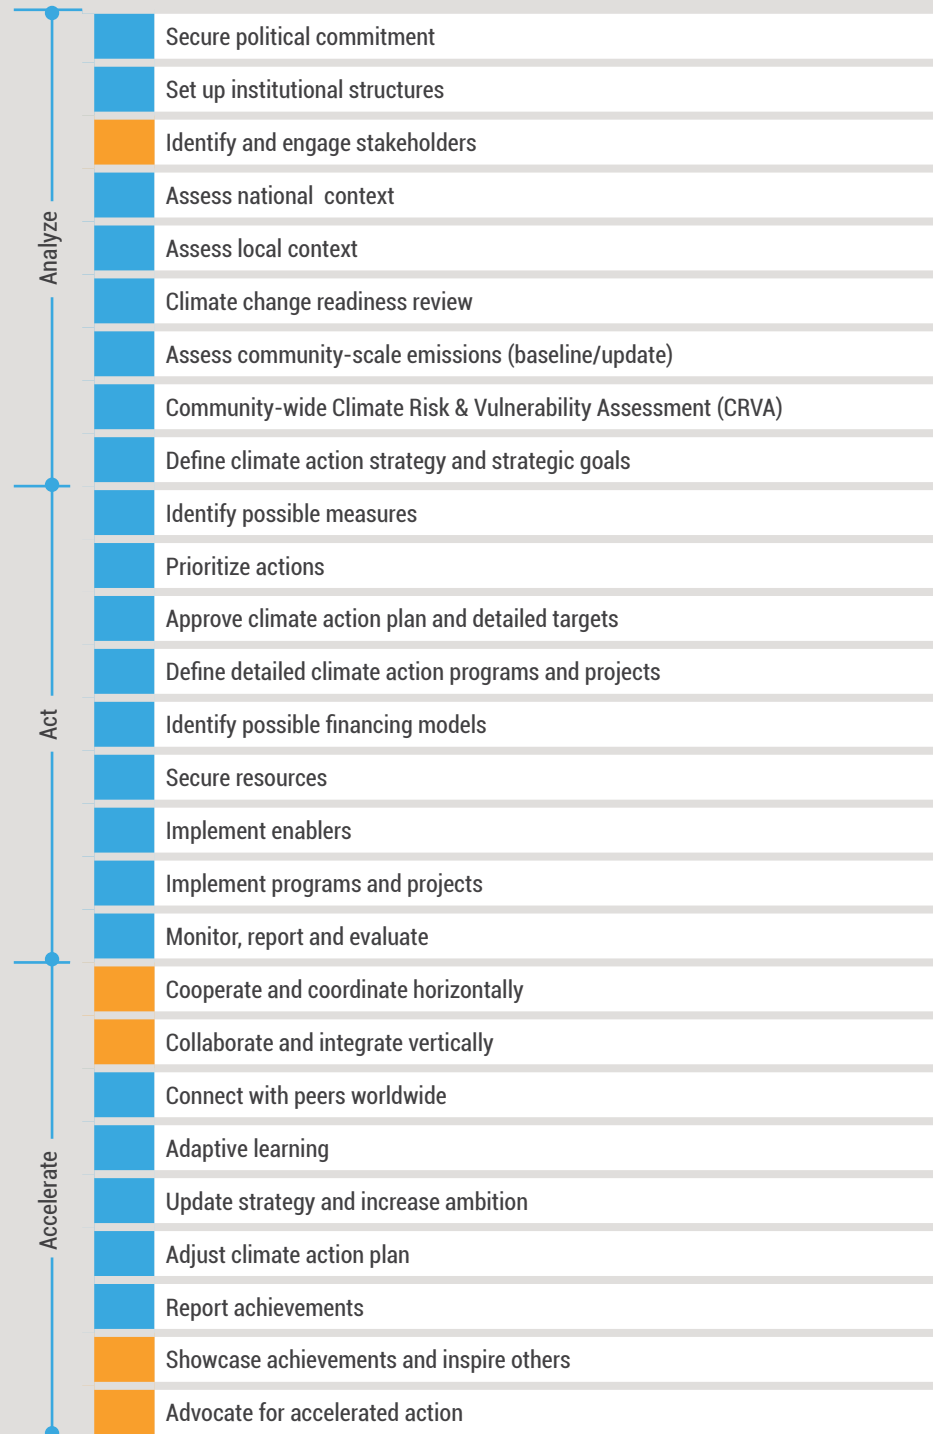 Analyze
Secure political commitment
Set up institutional structures
Identify and engage stakeholders
Assess national  context
Assess local context
Climate change readiness review
Assess community-scale emissions (baseline/update)
Community-wide Climate Risk & Vulnerability Assessment (CRVA)
Define climate action strategy and strategic goals
Act
Identify possible measures
Prioritize actions
Approve climate action plan and detailed targets
Define detailed climate action programs and projects
Identify possible financing models
Secure resources
Implement enablers
Implement programs and projects
Monitor, report and evaluate
Accelerate
Cooperate and coordinate horizontally
Collaborate and integrate vertically
Connect with peers worldwide
Adaptive learning
Update strategy and increase ambition
Adjust climate action plan
Report achievements
Showcase achievements and inspire others
Advocate for accelerated action